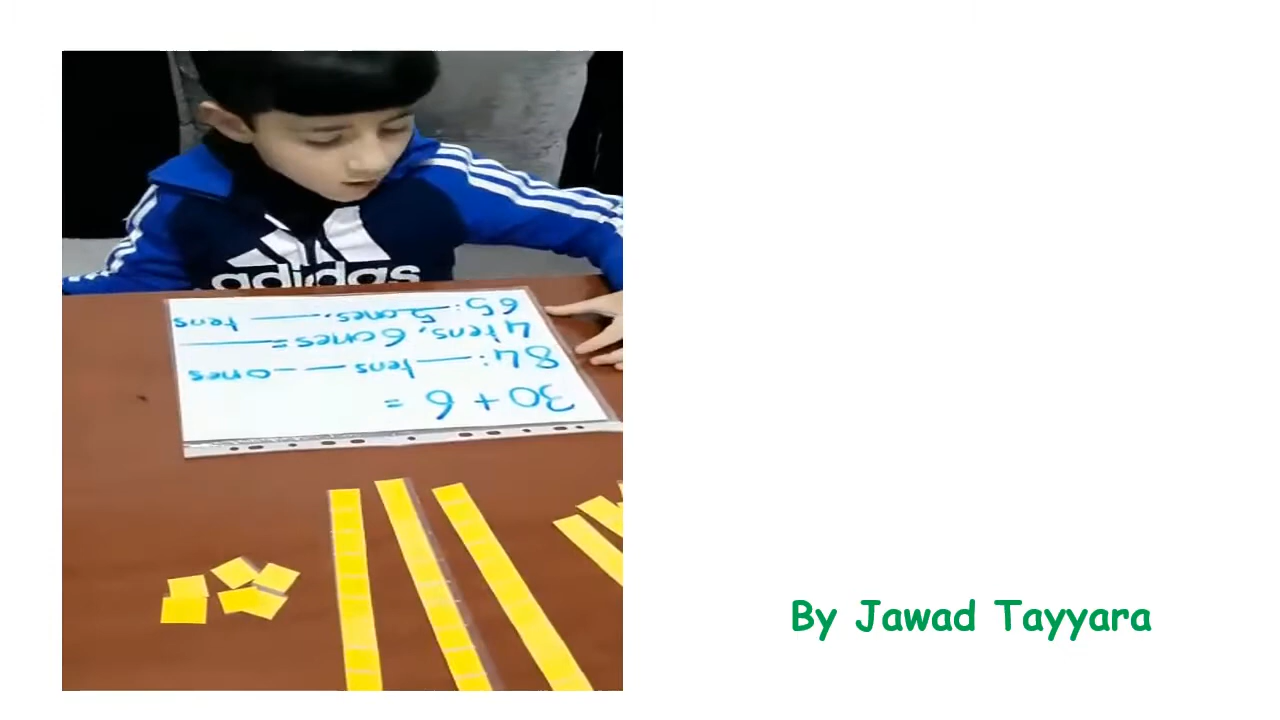 adidas
30 + 6 =
84: ___ tens ___ ones
4 tens, 6 ones = ___
65: 5 ones, ___ tens
By Jawad Tayyara